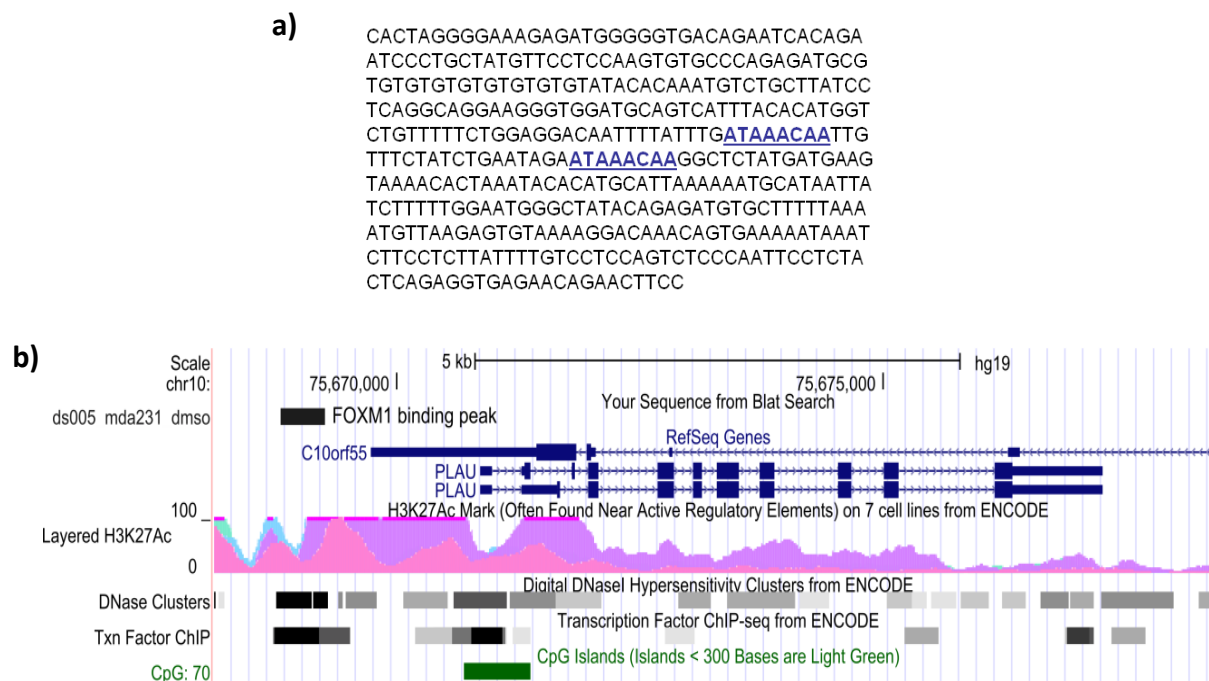 a)
CACTAGGGGAAAGAGATGGGGGTGACAGAATCACAGA
ATCCCTGCTATGTTCCTCCAAGTGTGCCCAGAGATGCG
TGTGTGTGTGTGTGTGTATACACAAATGTCTGCTTATCC
TCAGGCAGGAAGGGTGGATGCAGTCATTTACACATGGT
CTGTTTTTCTGGAGGACAATTTTATTTGATAAACAATTG
TTTCTATCTGAATAGAATAAACAAGGCTCTATGATGAAG
TAAAACACTAAATACACATGCATTAAAAAATGCATAATTA
TCTTTTTGGAATGGGCTATACAGAGATGTGCTTTTTAAA
ATGTTAAGAGTGTAAAAGGACAAACAGTGAAAAATAAAT
CTTCCTCTTATTTTGTCCTCCAGTCTCCCAATTCCTCTA
CTCAGAGGTGAGAACAGAACTTCC
b)
Scale 5 kb hg19
chr10: 75,670,000 75,675,000
Your Sequence from Blat Search
ds005 mda231 dmso FOXM1 binding peak
RefSeq Genes
C10orf55
PLAU
PLAU
H3K27Ac Mark (Often Found Near Active Regulatory Elements) on 7 cell lines from ENCODE
100
Layered H3K27Ac
0
Digital DNaseI Hypersensitivity Clusters from ENCODE
DNase Clusters
Transcription Factor ChIP-seq from ENCODE
Txn Factor ChIP
CpG Islands (Islands < 300 Bases are Light Green)
CpG: 70